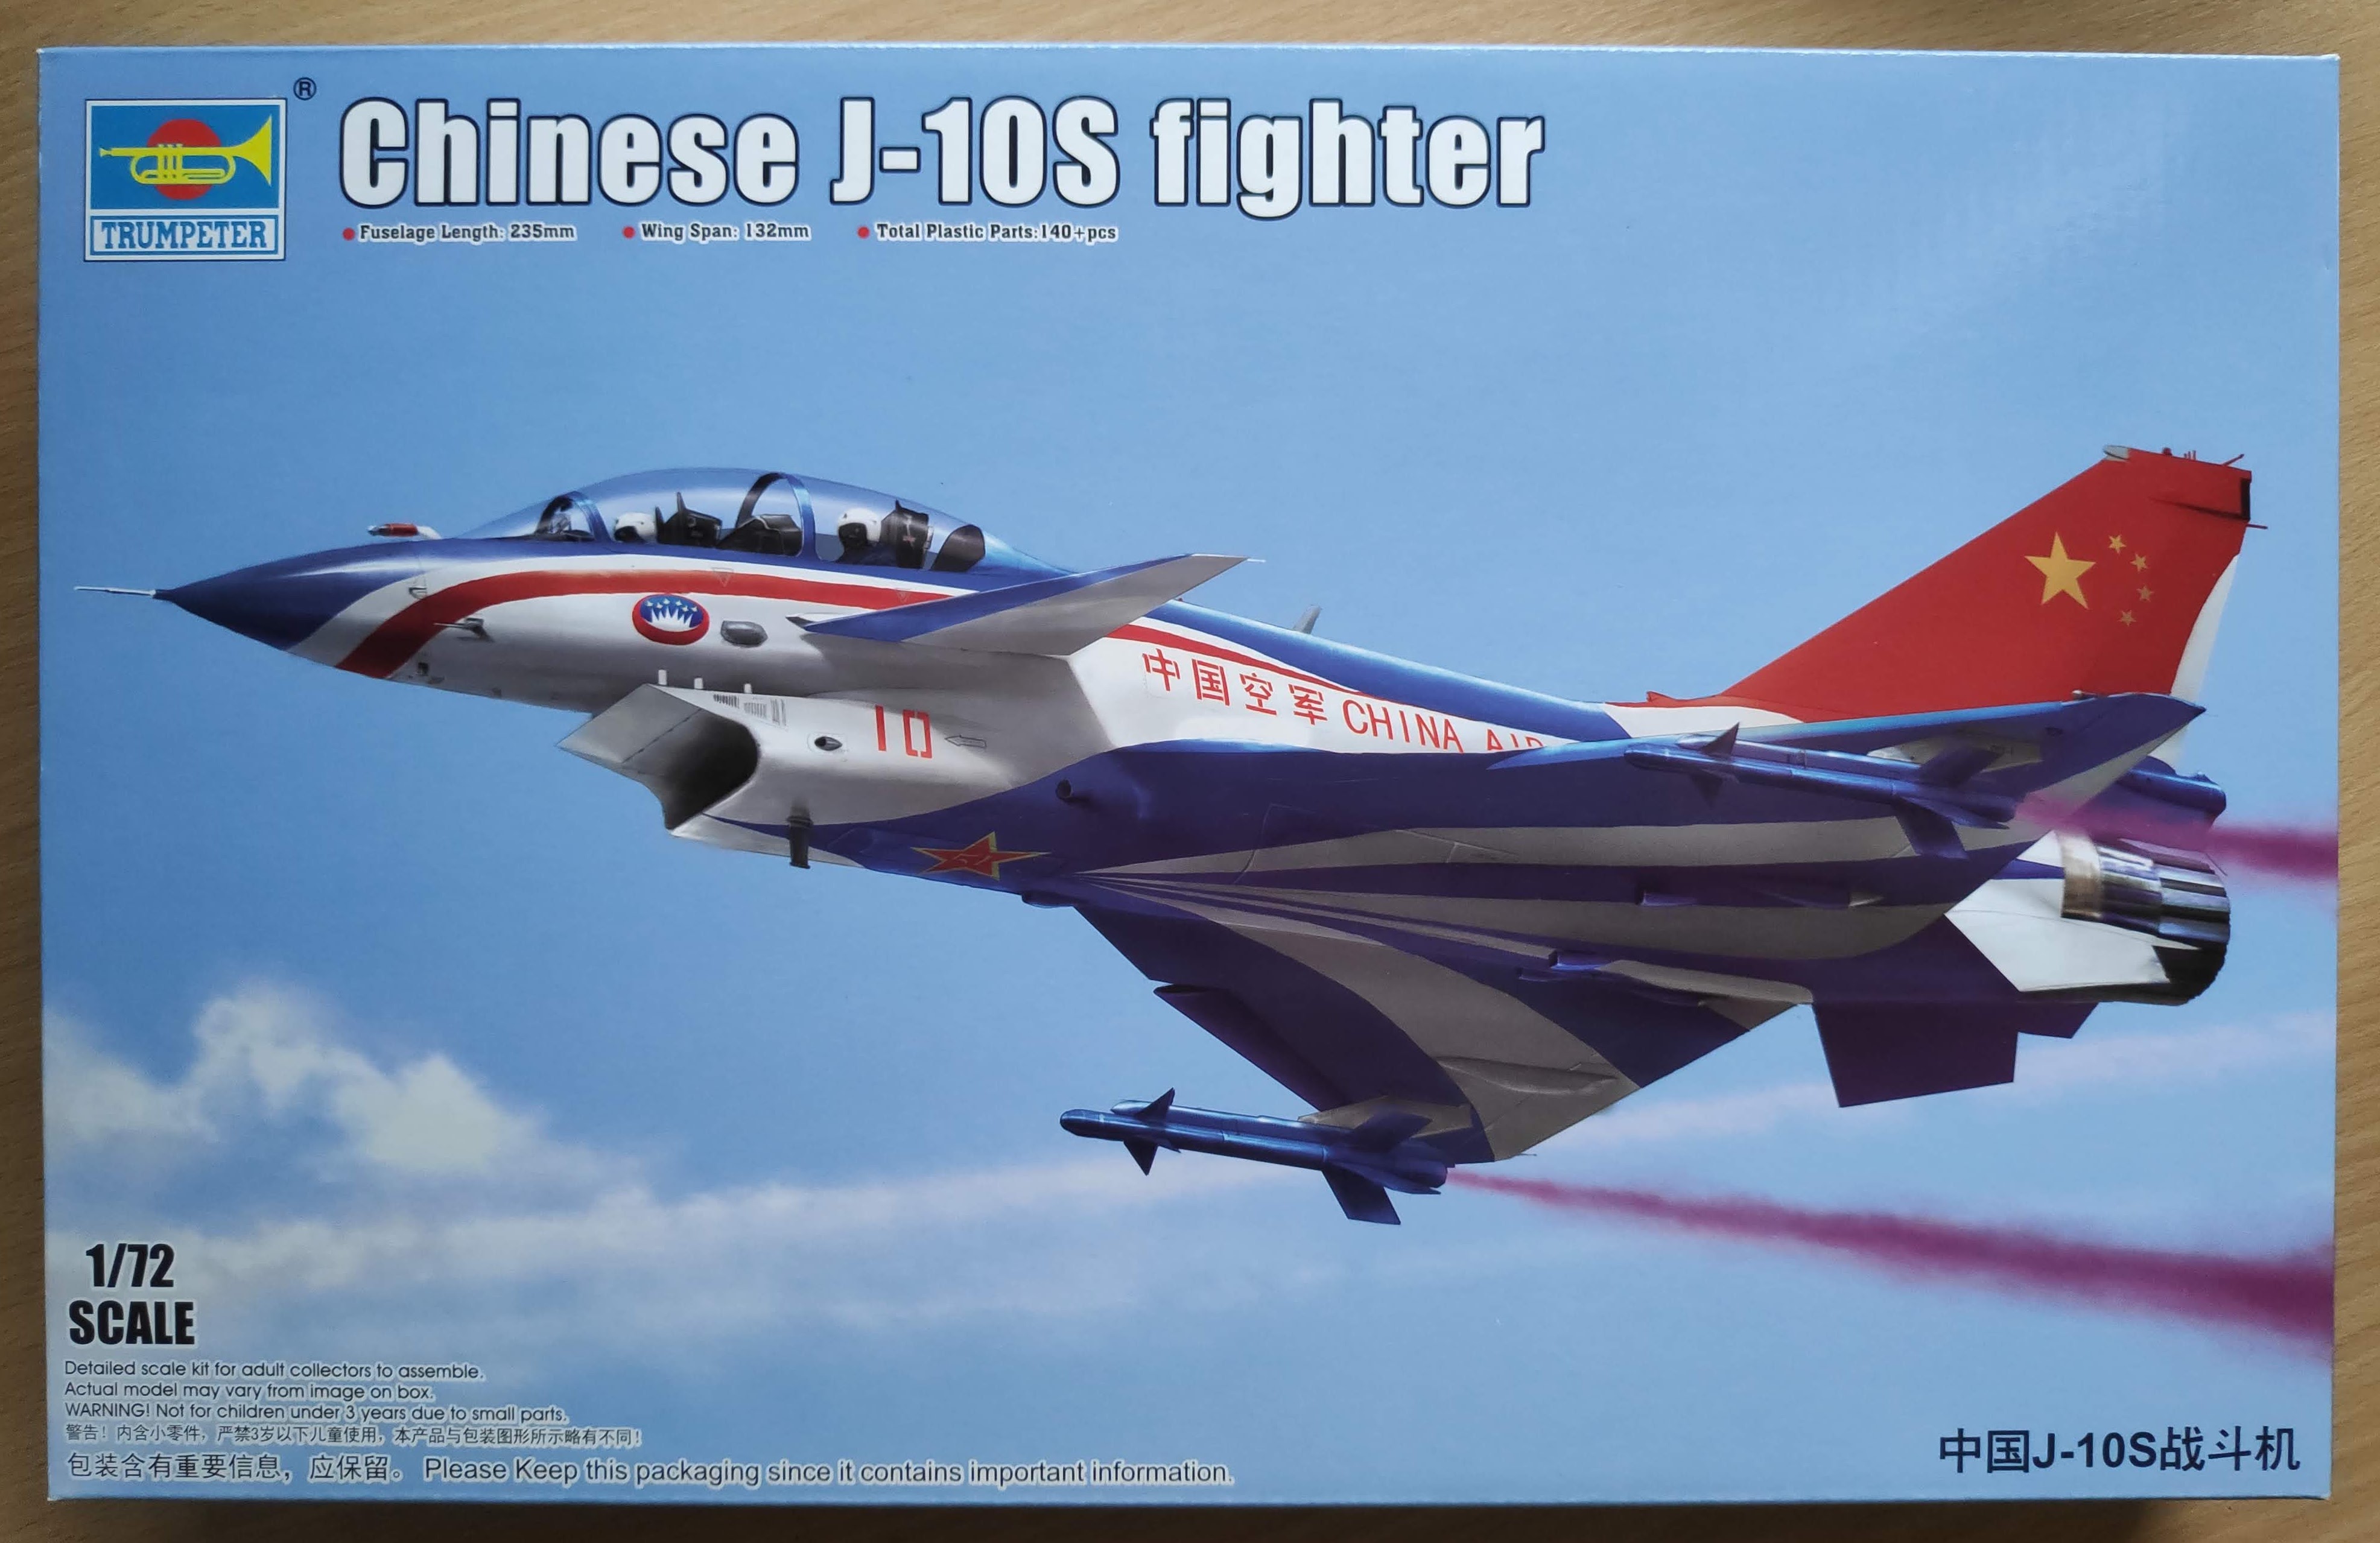 ®
Chinese J-10S fighter
TRUMPETER
Fuselage Length: 235mm
Wing Span: 132mm
Total Plastic Parts:140+pcs
中国空军 CHINA AIR
10
1/72
SCALE
Detailed scale kit for adult collectors to assemble.
Actual model may vary from image on box.
WARNING! Not for children under 3 years due to small parts.
警告！内含小零件，严禁3岁以下儿童使用，本产品与包装图形所示略有不同！
包装含有重要信息，应保留。 Please Keep this packaging since it contains important information.
中国J-10S战斗机